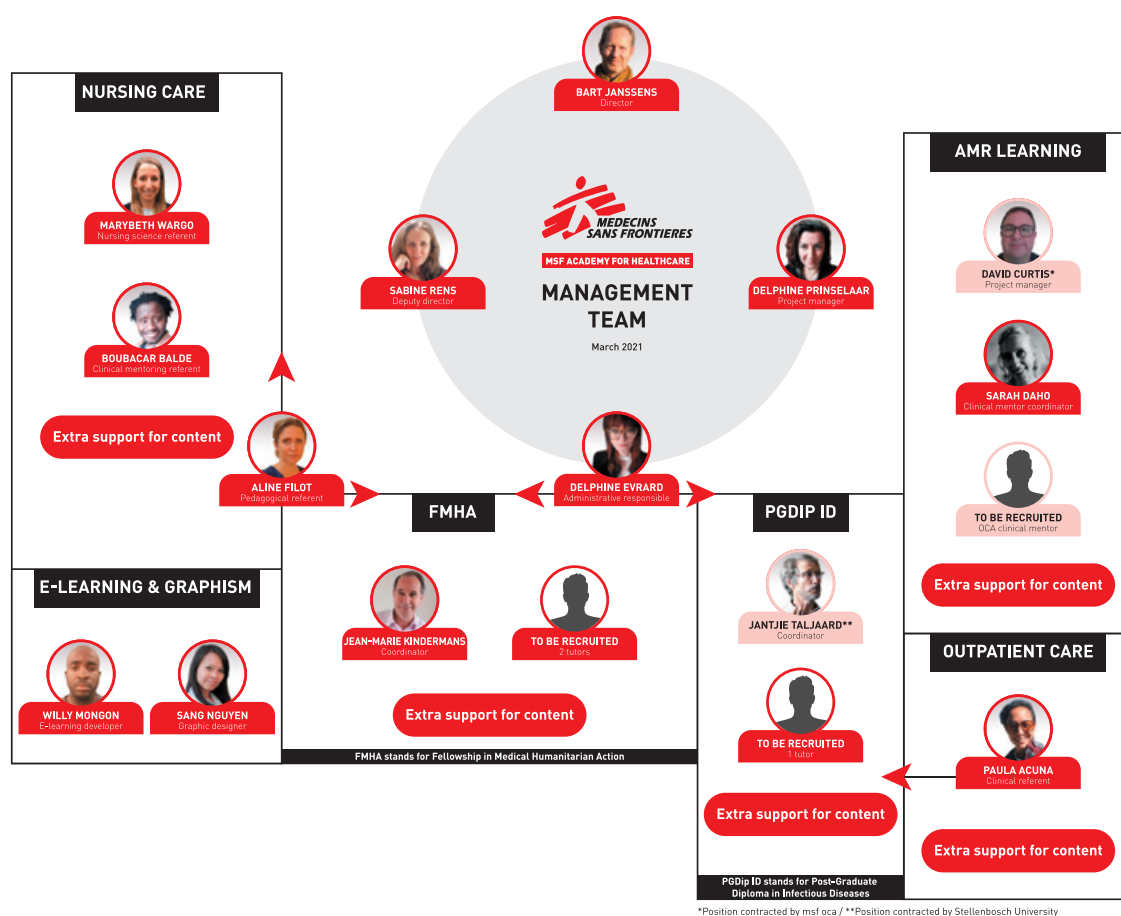 BART JANSSENS
Director
MEDECINS
SANS FRONTIERES
MSF ACADEMY FOR HEALTHCARE
MANAGEMENT
TEAM
March 2021
SABINE RENS
Deputy director
DELPHINE PRINSELAAR
Project manager
DELPHINE EVRARD
Administrative responsible
NURSING CARE
MARYBETH WARGO
Nursing science referent
BOUBACAR BALDE
Clinical mentoring referent
Extra support for content
ALINE FILOT
Pedagogical referent
E-LEARNING & GRAPHISM
WILLY MONGON
E-learning developer
SANG NGUYEN
Graphic designer
FMHA
JEAN-MARIE KINDERMANS
Coordinator
TO BE RECRUITED
2 tutors
Extra support for content
FMHA stands for Fellowship in Medical Humanitarian Action
PGDIP ID
JANTJIE TALJAARD**
Coordinator
TO BE RECRUITED
1 tutor
Extra support for content
PGDip ID stands for Post-Graduate
Diploma in Infectious Diseases
AMR LEARNING
DAVID CURTIS*
Project manager
SARAH DAHO
Clinical mentor coordinator
TO BE RECRUITED
OCA clinical mentor
Extra support for content
OUTPATIENT CARE
PAULA ACUNA
Clinical referent
Extra support for content
*Position contracted by msf oca / **Position contracted by Stellenbosch University